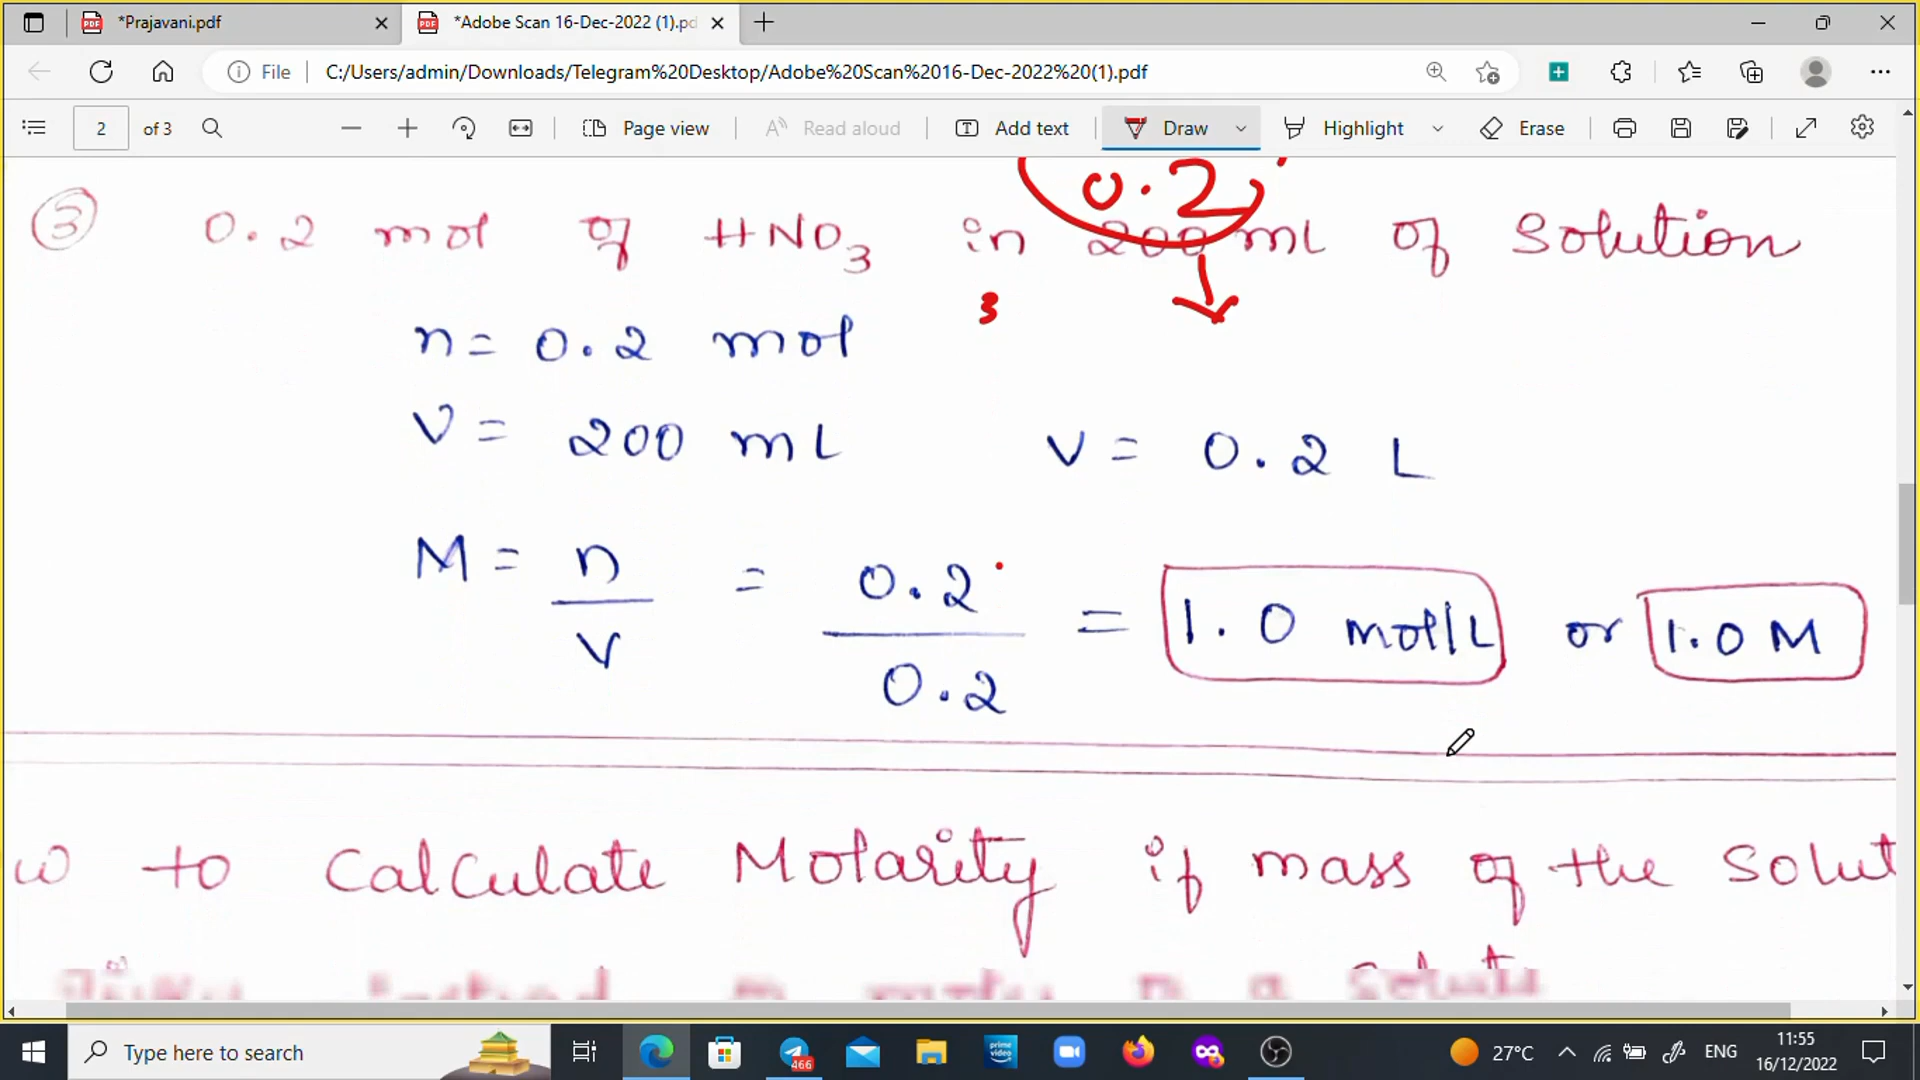 *Prajavani.pdf
*Adobe Scan 16-Dec-2022 (1).pd
File C:/Users/admin/Downloads/Telegram%20Desktop/Adobe%20Scan%2016-Dec-2022%20(1).pdf
2 of 3 Page view Read aloud Add text Draw Highlight Erase
0.2
③ 0.2 mol of HNO3 in 200 mL of Solution
n = 0.2 mol
V = 200 mL V = 0.2 L
M = n/V = 0.2/0.2 = 1.0 mol/L or 1.0 M
w to Calculate Molarity if mass of the Solut
Type here to search 466 prime video 27°C ENG 11:55
16/12/2022